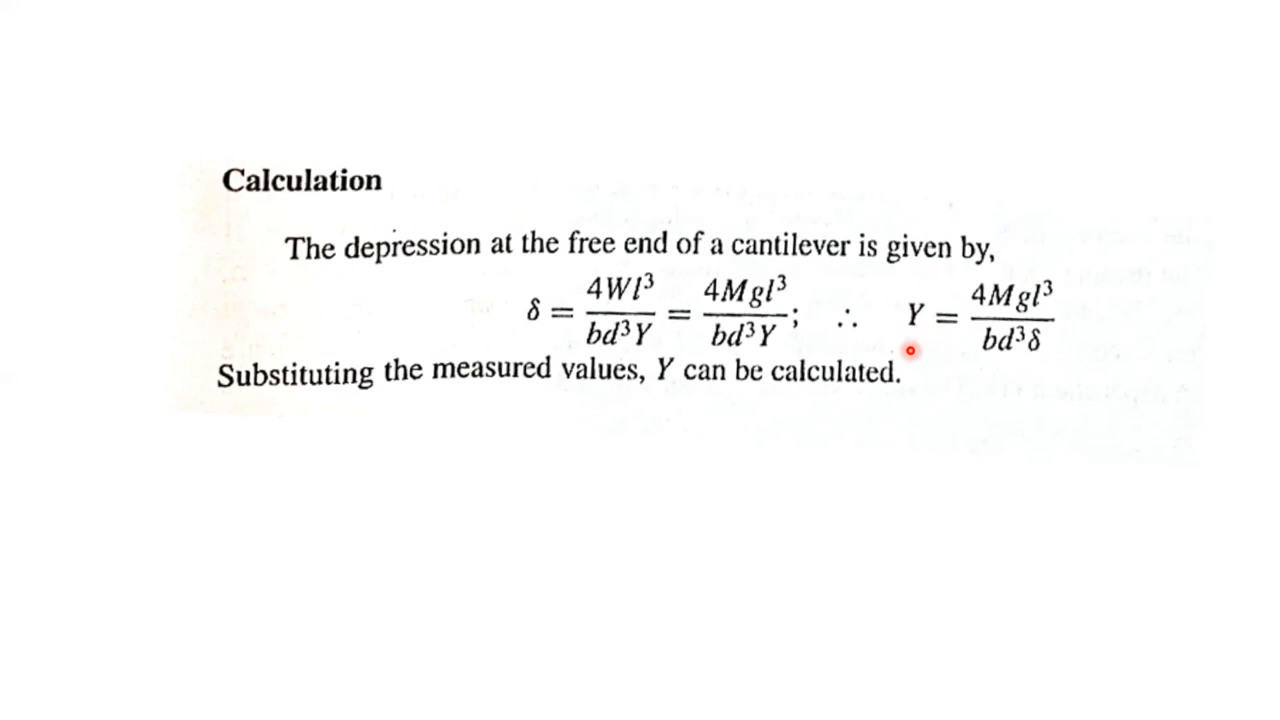 Calculation
The depression at the free end of a cantilever is given by,
δ = 4Wl³/bd³Y = 4Mgl³/bd³Y; ∴ Y = 4Mgl³/bd³δ
Substituting the measured values, Y can be calculated.